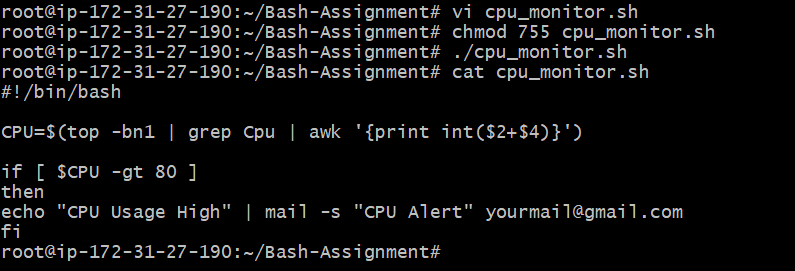 root@ip-172-31-27-190:~/Bash-Assignment# vi cpu_monitor.sh
root@ip-172-31-27-190:~/Bash-Assignment# chmod 755 cpu_monitor.sh
root@ip-172-31-27-190:~/Bash-Assignment# ./cpu_monitor.sh
root@ip-172-31-27-190:~/Bash-Assignment# cat cpu_monitor.sh
#!/bin/bash
CPU=$(top -bn1 | grep Cpu | awk '{print int($2+$4)}')
if [ $CPU -gt 80 ]
then
echo "CPU Usage High" | mail -s "CPU Alert" yourmail@gmail.com
fi
root@ip-172-31-27-190:~/Bash-Assignment#